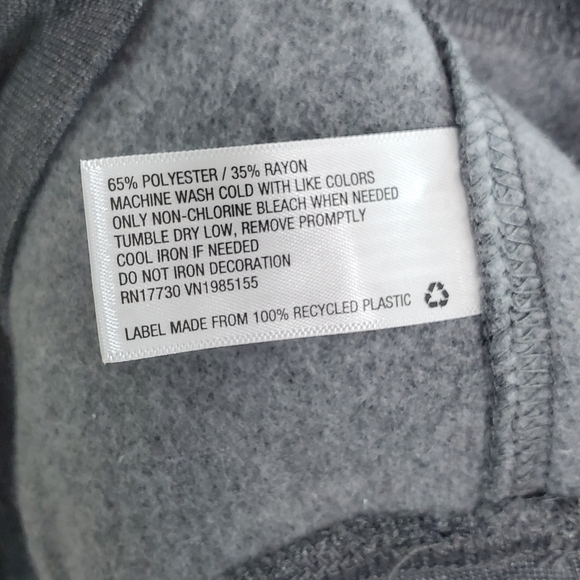 65% POLYESTER / 35% RAYON
MACHINE WASH COLD WITH LIKE COLORS
ONLY NON-CHLORINE BLEACH WHEN NEEDED
TUMBLE DRY LOW, REMOVE PROMPTLY
COOL IRON IF NEEDED
DO NOT IRON DECORATION
RN17730 VN1985155
LABEL MADE FROM 100% RECYCLED PLASTIC